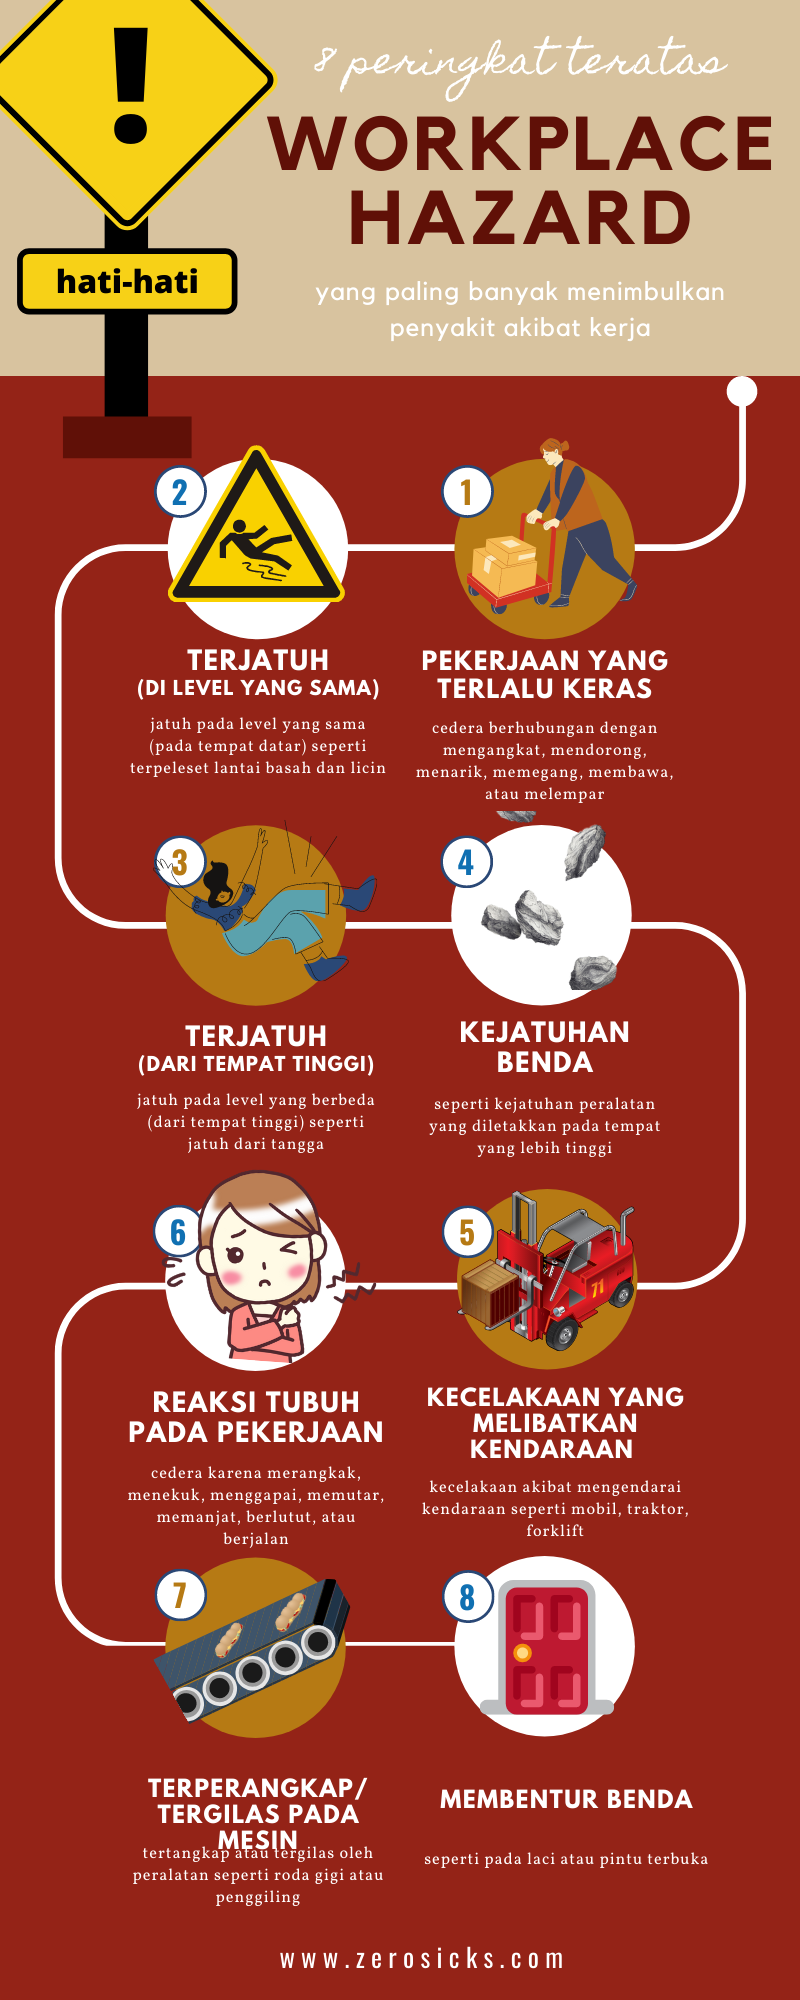 !
hati-hati
8 peringkat teratas
WORKPLACE
HAZARD
yang paling banyak menimbulkan
penyakit akibat kerja
1
PEKERJAAN YANG
TERLALU KERAS
cedera berhubungan dengan
mengangkat, mendorong,
menarik, memegang, membawa,
atau melempar
2
TERJATUH
(DI LEVEL YANG SAMA)
jatuh pada level yang sama
(pada tempat datar) seperti
terpeleset lantai basah dan licin
3
TERJATUH
(DARI TEMPAT TINGGI)
jatuh pada level yang berbeda
(dari tempat tinggi) seperti
jatuh dari tangga
4
KEJATUHAN
BENDA
seperti kejatuhan peralatan
yang diletakkan pada tempat
yang lebih tinggi
5
71
KECELAKAAN YANG
MELIBATKAN
KENDARAAN
kecelakaan akibat mengendarai
kendaraan seperti mobil, traktor,
forklift
6
REAKSI TUBUH
PADA PEKERJAAN
cedera karena merangkak,
menekuk, menggapai, memutar,
memanjat, berlutut, atau
berjalan
7
TERPERANGKAP/
TERGILAS PADA
MESIN
tertangkap atau tergilas oleh
peralatan seperti roda gigi atau
penggiling
8
MEMBENTUR BENDA
seperti pada laci atau pintu terbuka
www.zerosicks.com